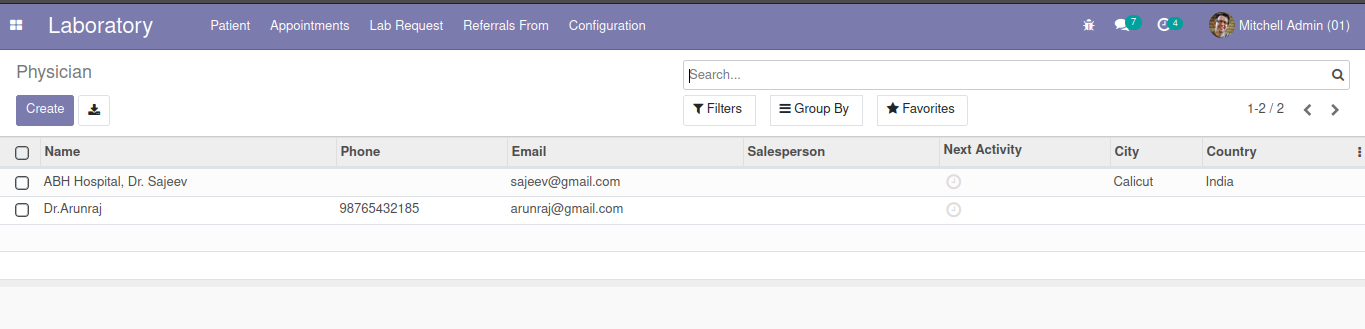 Laboratory Patient Appointments Lab Request Referrals From Configuration 7 4 Mitchell Admin (01)
Physician Search...
Create Filters Group By Favorites 1-2 / 2
Name Phone Email Salesperson Next Activity City Country
ABH Hospital, Dr. Sajeev sajeev@gmail.com Calicut India
Dr.Arunraj 98765432185 arunraj@gmail.com